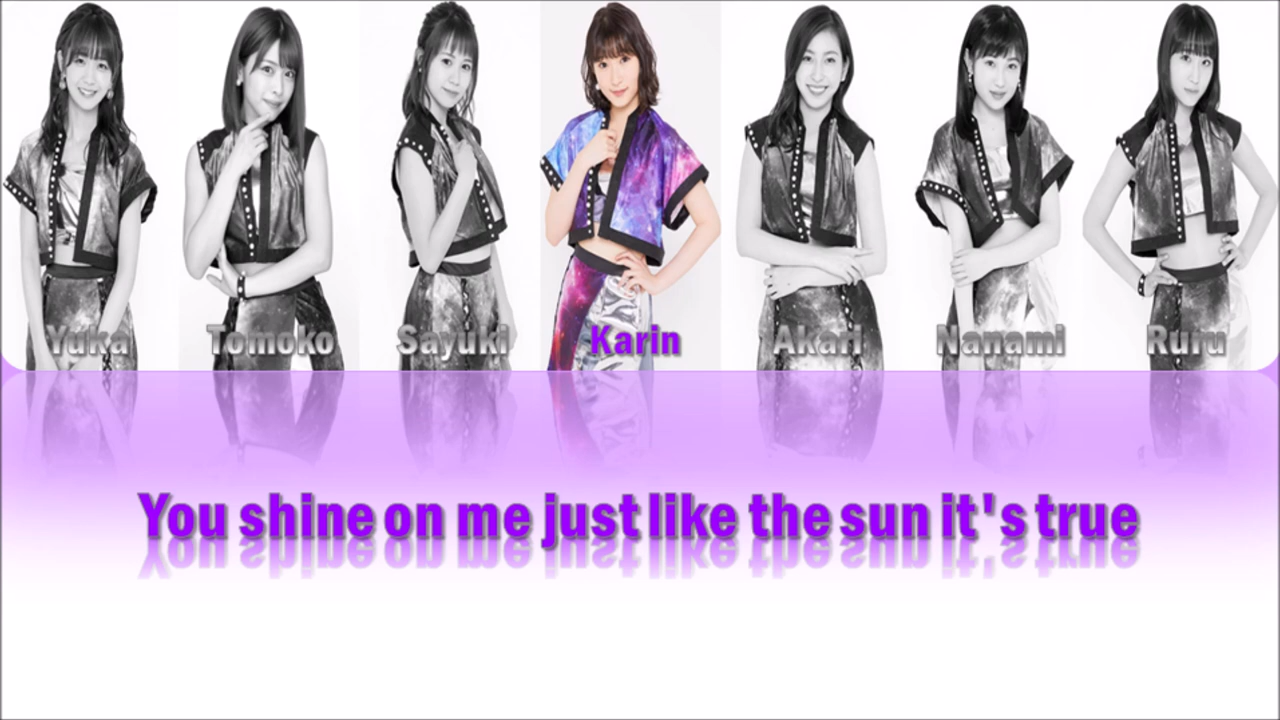 Yuka Tomoko Sayuki Karin Akari Nanami Ruru
You shine on me just like the sun it's true